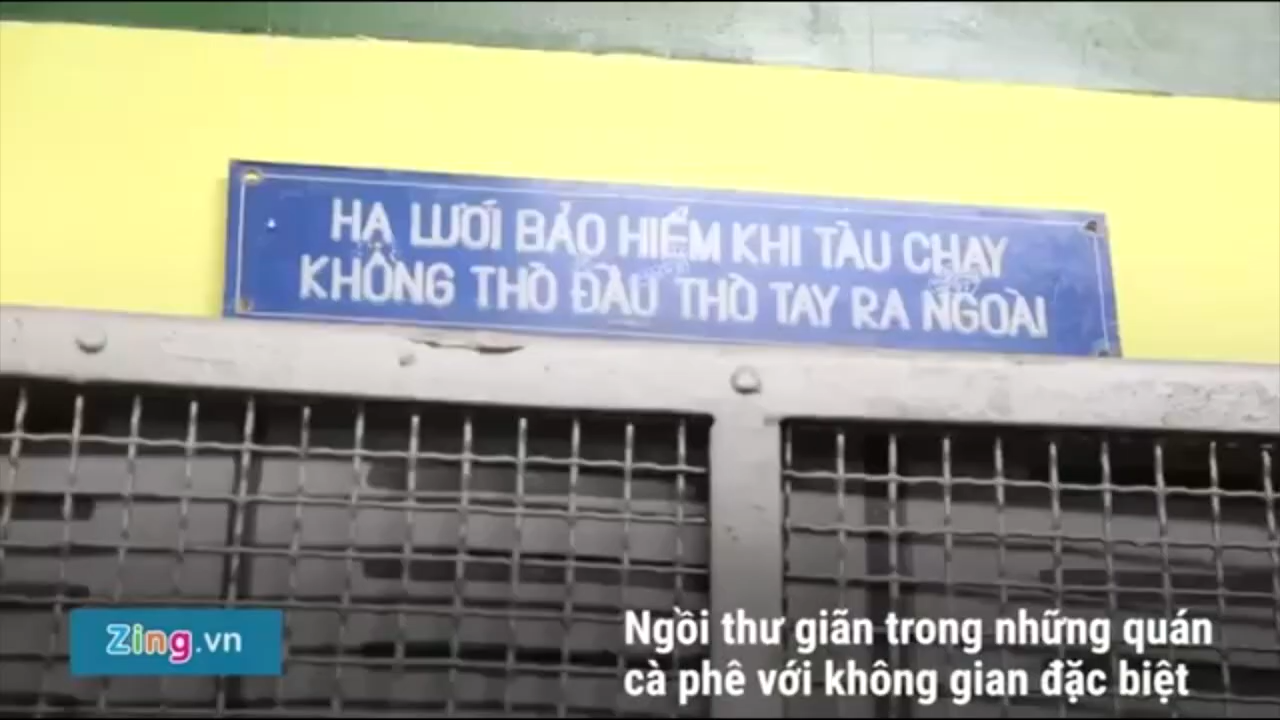 HẠ LƯỚI BẢO HIỂM KHI TÀU CHẠY
KHÔNG THÒ ĐẦU THÒ TAY RA NGOÀI
Zing.vn
Ngồi thư giãn trong những quán
cà phê với không gian đặc biệt